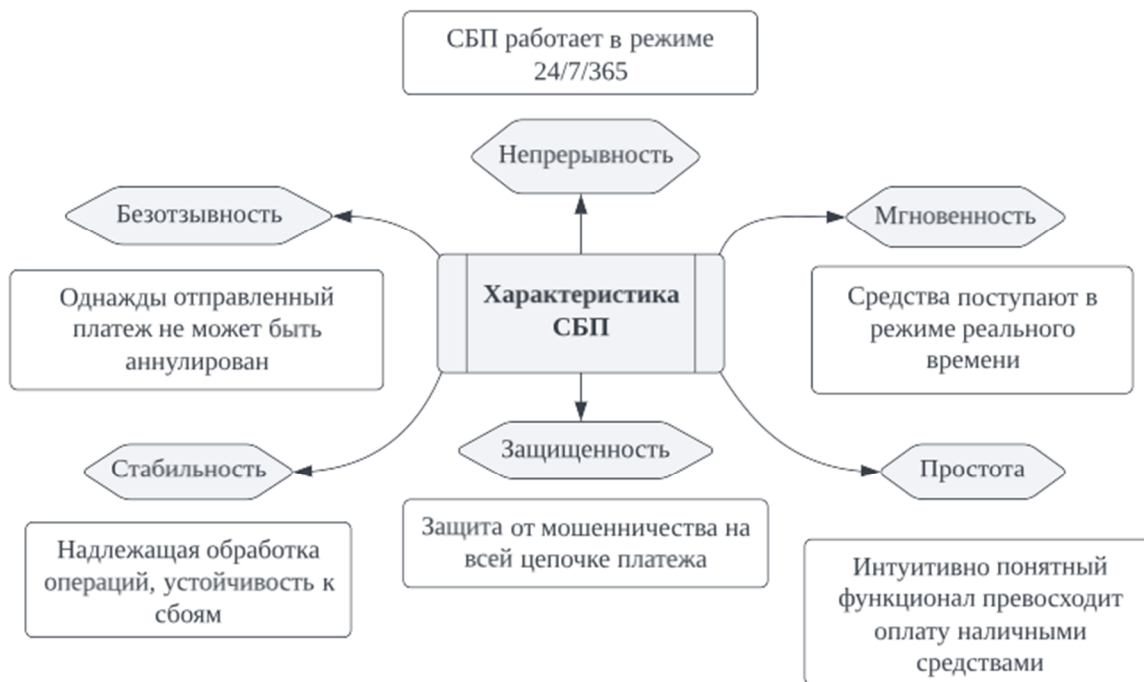 СБП работает в режиме
24/7/365
Непрерывность
Безотзывность
Мгновенность
Однажды отправленный
платеж не может быть
аннулирован
Характеристика
СБП
Средства поступают в
режиме реального
времени
Стабильность
Защищенность
Простота
Надлежащая обработка
операций, устойчивость к
сбоям
Защита от мошенничества на
всей цепочке платежа
Интуитивно понятный
функционал превосходит
оплату наличными
средствами